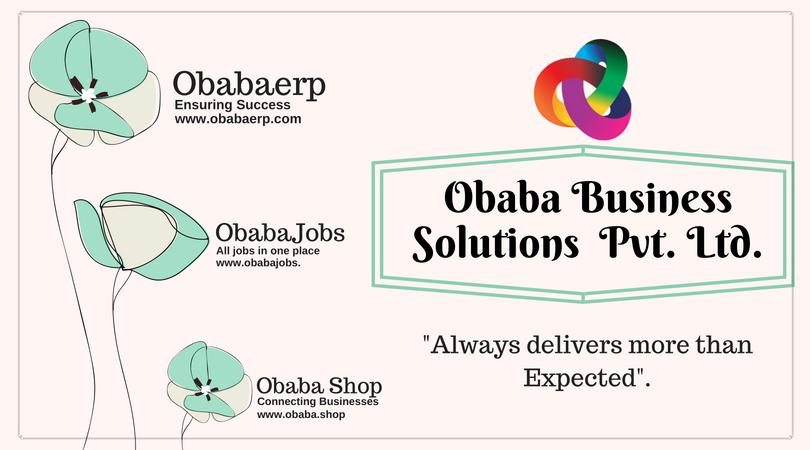 Obabaerp
Ensuring Success
www.obabaerp.com
ObabaJobs
All jobs in one place
www.obabajobs.
Obaba Shop
Connecting Businesses
www.obaba.shop
Obaba Business
Solutions Pvt. Ltd.
"Always delivers more than
Expected".